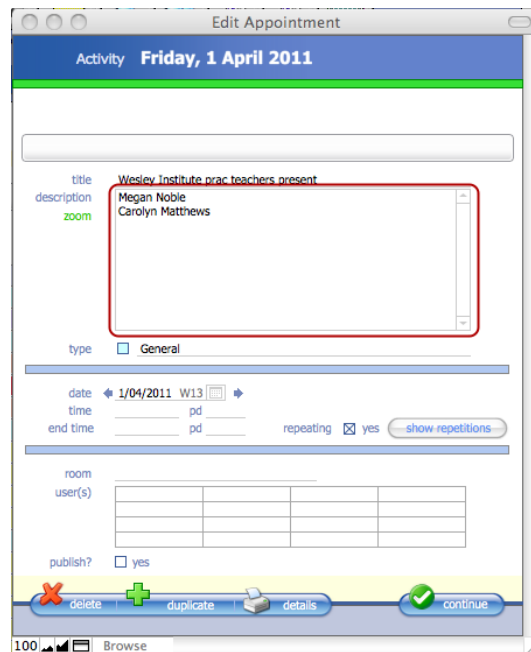 Edit Appointment
Activity Friday, 1 April 2011
title Wesley Institute prac teachers present
description Megan Noble
zoom Carolyn Matthews
type General
date 1/04/2011 W13
time pd
end time pd repeating yes show repetitions
room
user(s)
publish? yes
delete duplicate details continue
100 Browse